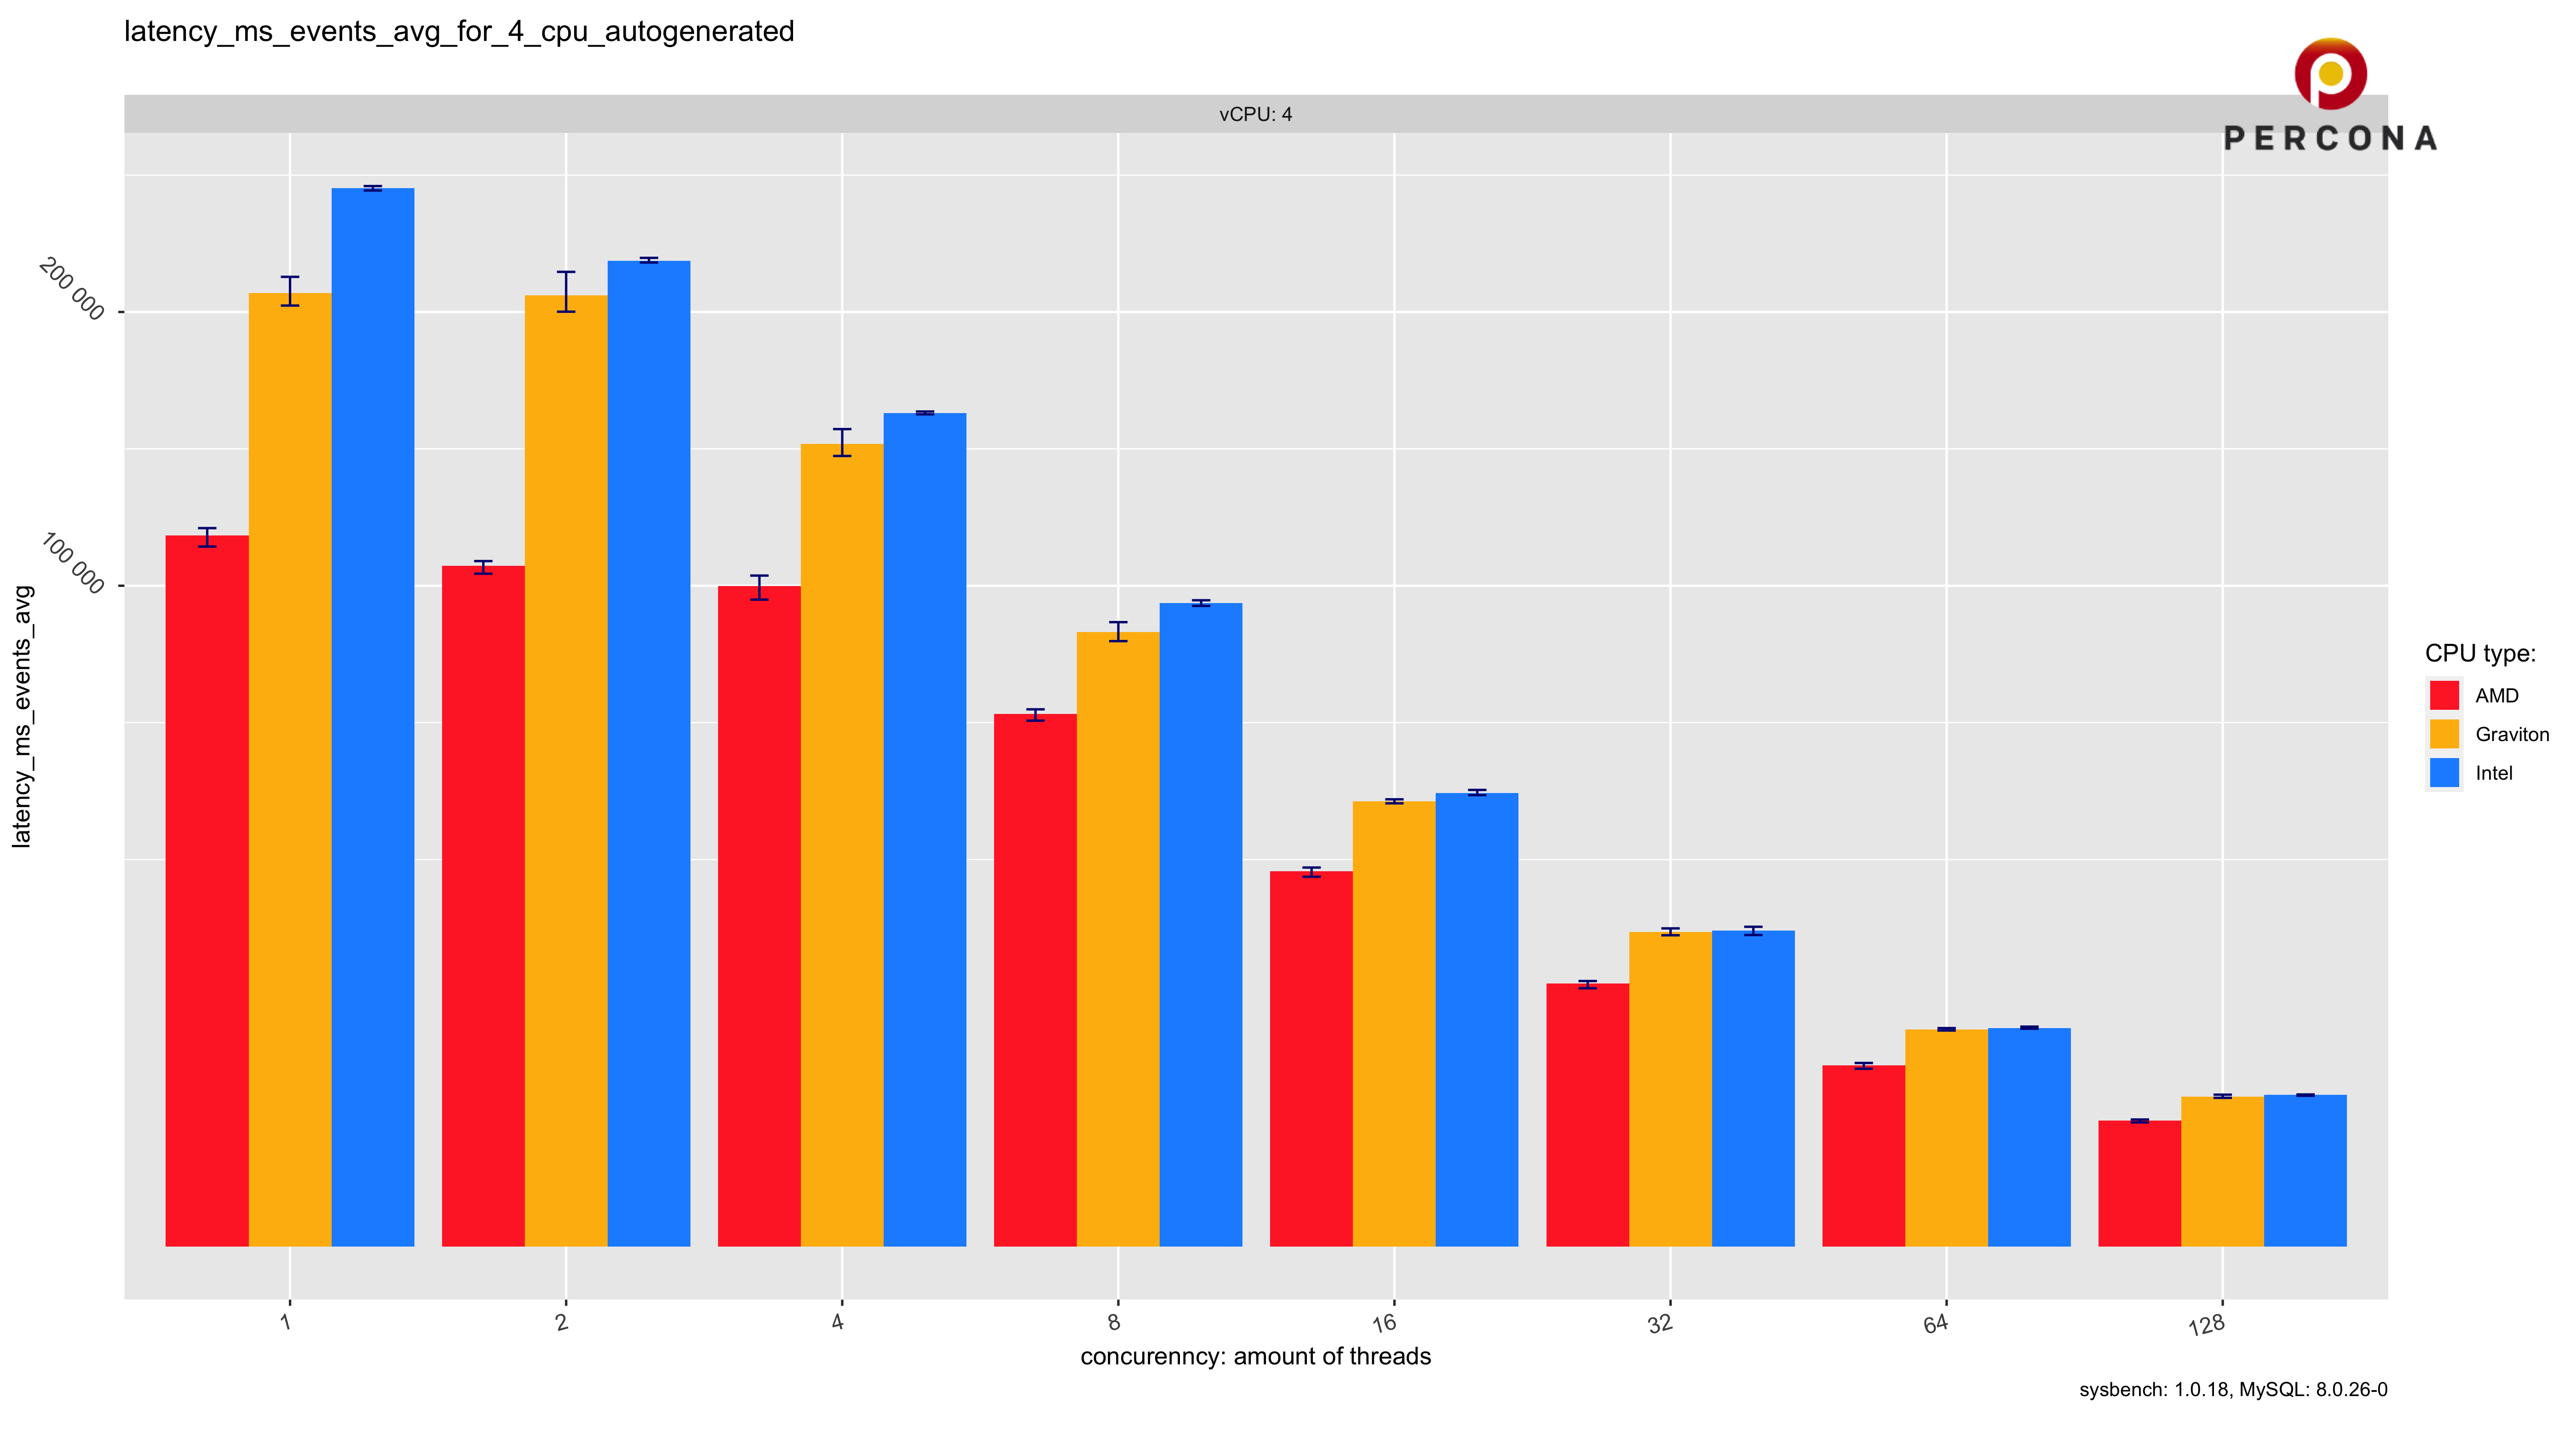 latency_ms_events_avg_for_4_cpu_autogenerated
PERCONA
vCPU: 4
latency_ms_events_avg
200 000
100 000
CPU type:
AMD
Graviton
Intel
1 2 4 8 16 32 64 128
concurenncy: amount of threads
sysbench: 1.0.18, MySQL: 8.0.26-0